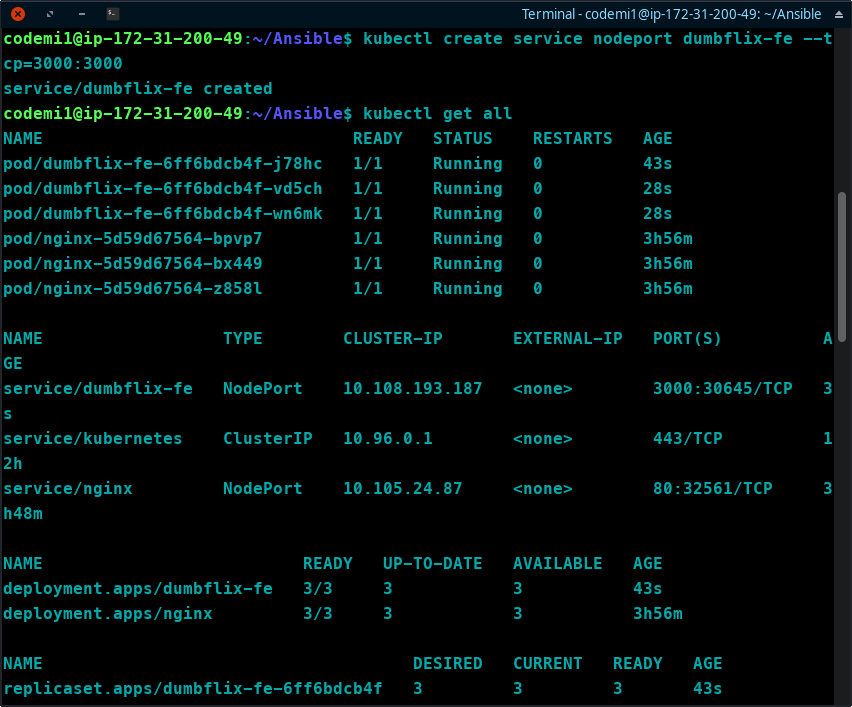 Terminal - codemi1@ip-172-31-200-49: ~/Ansible
codemi1@ip-172-31-200-49:~/Ansible$ kubectl create service nodeport dumbflix-fe --t
cp=3000:3000
service/dumbflix-fe created
codemi1@ip-172-31-200-49:~/Ansible$ kubectl get all
NAME READY STATUS RESTARTS AGE
pod/dumbflix-fe-6ff6bdcb4f-j78hc 1/1 Running 0 43s
pod/dumbflix-fe-6ff6bdcb4f-vd5ch 1/1 Running 0 28s
pod/dumbflix-fe-6ff6bdcb4f-wn6mk 1/1 Running 0 28s
pod/nginx-5d59d67564-bpvp7 1/1 Running 0 3h56m
pod/nginx-5d59d67564-bx449 1/1 Running 0 3h56m
pod/nginx-5d59d67564-z858l 1/1 Running 0 3h56m
NAME TYPE CLUSTER-IP EXTERNAL-IP PORT(S) A
GE
service/dumbflix-fe NodePort 10.108.193.187 <none> 3000:30645/TCP 3
s
service/kubernetes ClusterIP 10.96.0.1 <none> 443/TCP 1
2h
service/nginx NodePort 10.105.24.87 <none> 80:32561/TCP 3
h48m
NAME READY UP-TO-DATE AVAILABLE AGE
deployment.apps/dumbflix-fe 3/3 3 3 43s
deployment.apps/nginx 3/3 3 3 3h56m
NAME DESIRED CURRENT READY AGE
replicaset.apps/dumbflix-fe-6ff6bdcb4f 3 3 3 43s